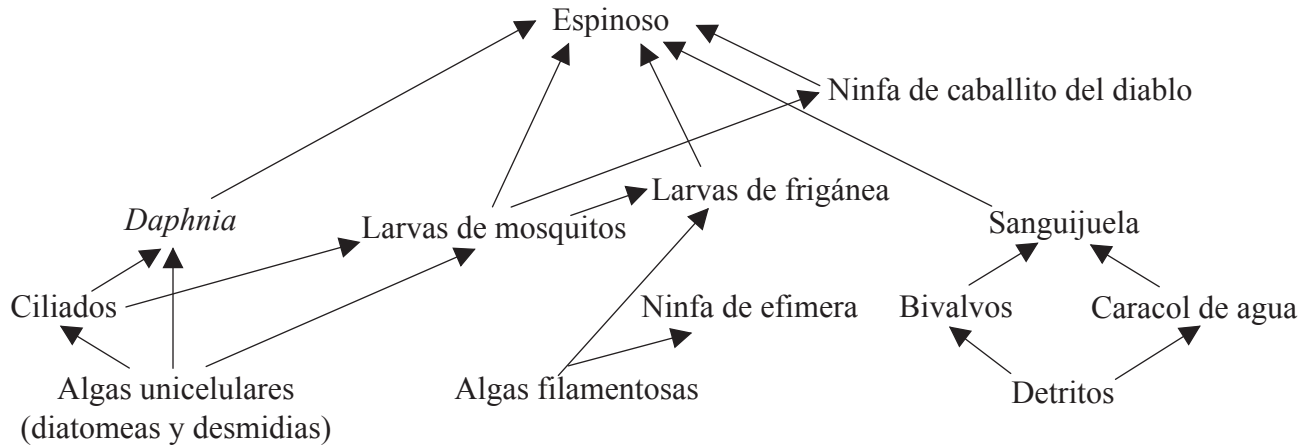 Espinoso
Ninfa de caballito del diablo
Larvas de frigánea
Daphnia
Larvas de mosquitos
Sanguijuela
Ciliados
Ninfa de efimera
Bivalvos
Caracol de agua
Algas unicelulares
(diatomeas y desmidias)
Algas filamentosas
Detritos